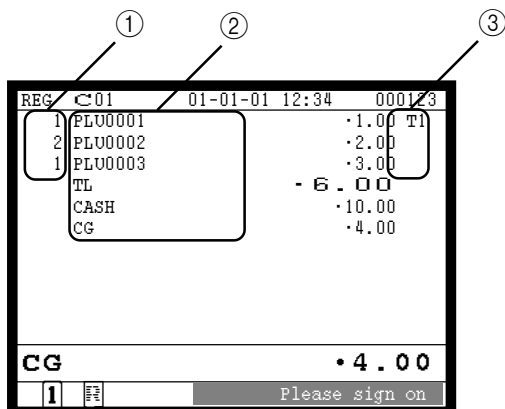 ① ② ③
REG C01 01-01-01 12:34 000123
1 PLU0001 ·1.00 T1
2 PLU0002 ·2.00
1 PLU0003 ·3.00
TL ·6.00
CASH ·10.00
CG ·4.00
CG ·4.00
1 R Please sign on